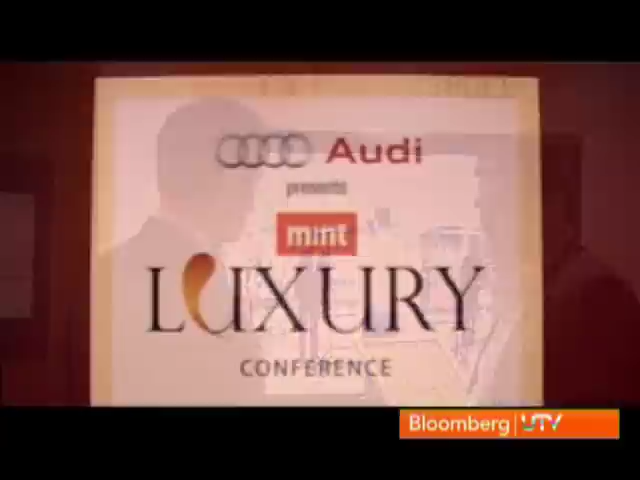 Audi
presents
mint
LUXURY
CONFERENCE
Bloomberg | UTV